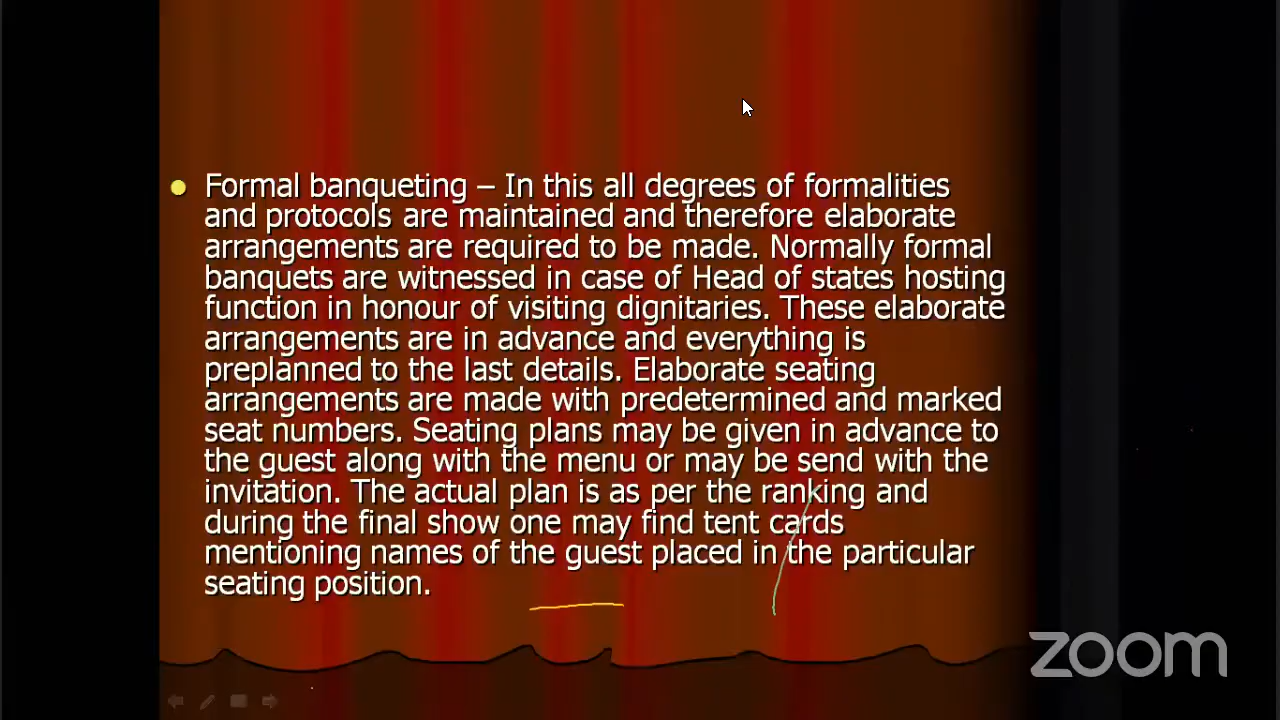 Formal banqueting – In this all degrees of formalities
and protocols are maintained and therefore elaborate
arrangements are required to be made. Normally formal
banquets are witnessed in case of Head of states hosting
function in honour of visiting dignitaries. These elaborate
arrangements are in advance and everything is
preplanned to the last details. Elaborate seating
arrangements are made with predetermined and marked
seat numbers. Seating plans may be given in advance to
the guest along with the menu or may be send with the
invitation. The actual plan is as per the ranking and
during the final show one may find tent cards
mentioning names of the guest placed in the particular
seating position.
zoom